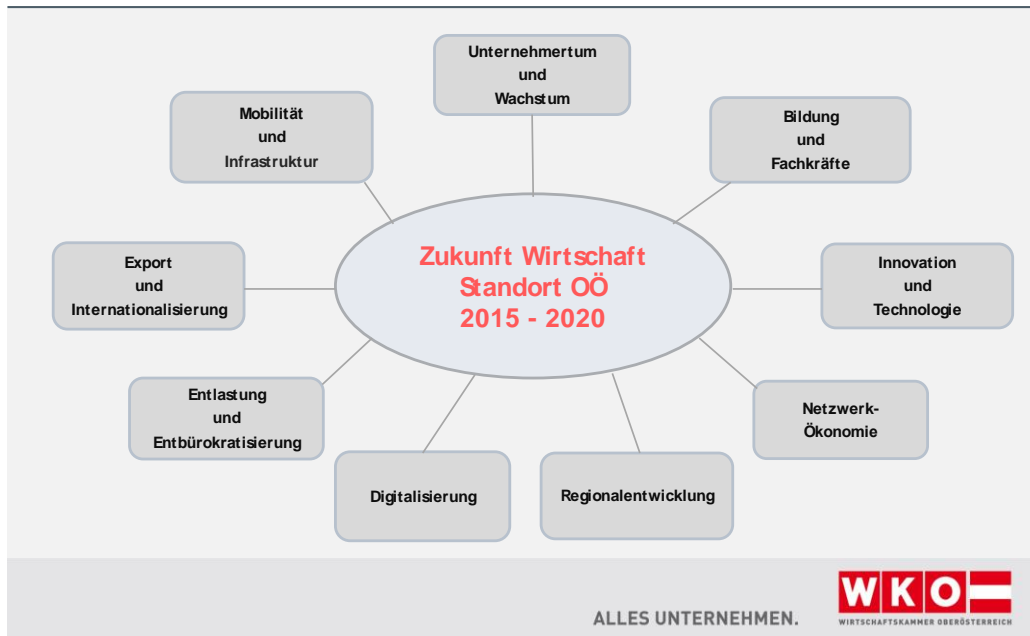 Unternehmertum
und
Wachstum
Mobilität
und
Infrastruktur
Bildung
und
Fachkräfte
Zukunft Wirtschaft
Standort OÖ
2015 - 2020
Export
und
Internationalisierung
Innovation
und
Technologie
Entlastung
und
Entbürokratisierung
Netzwerk-
Ökonomie
Digitalisierung
Regionalentwicklung
ALLES UNTERNEHMEN.
WKO
WIRTSCHAFTSKAMMER OBERÖSTERREICH